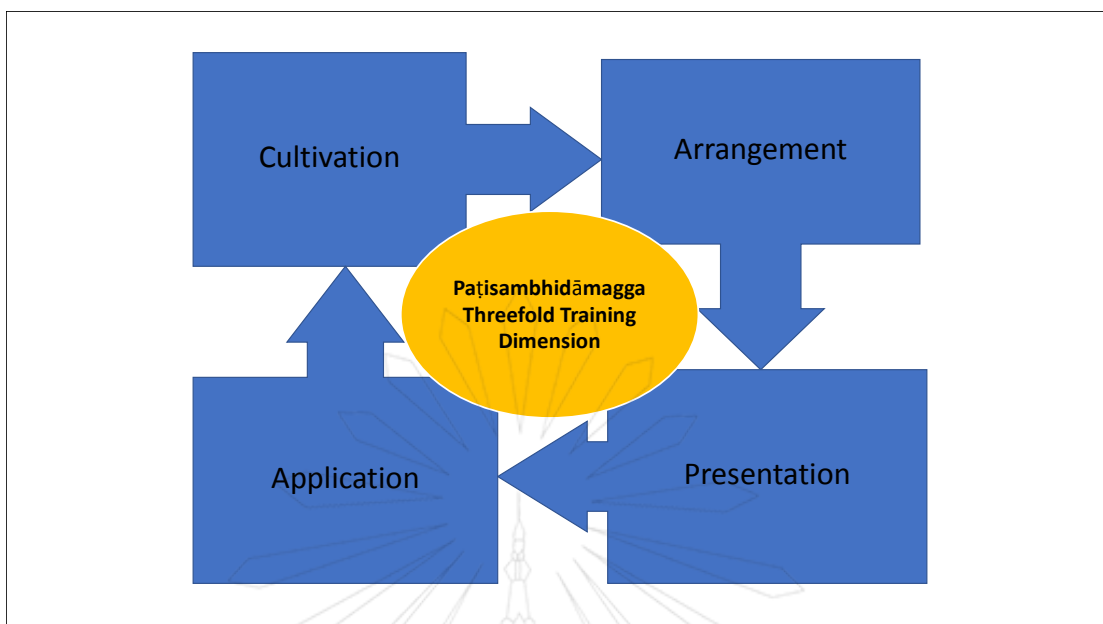 Cultivation
Arrangement
Paṭisambhidāmagga
Threefold Training
Dimension
Application
Presentation